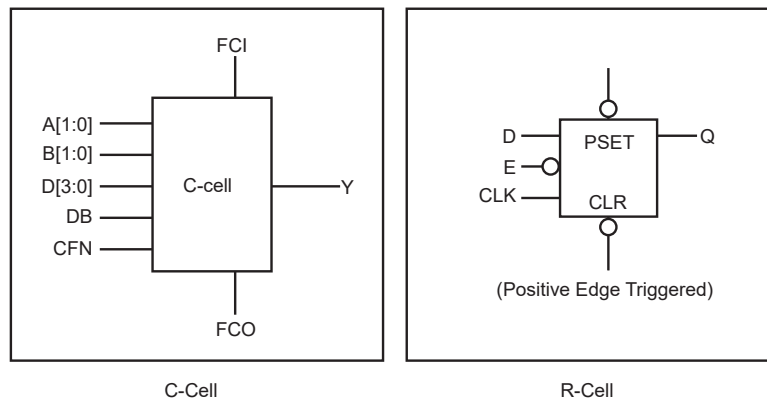 FCI
A[1:0]
B[1:0]
D[3:0]
DB
CFN
C-cell
Y
FCO
D
E
CLK
PSET
CLR
Q
(Positive Edge Triggered)
C-Cell
R-Cell